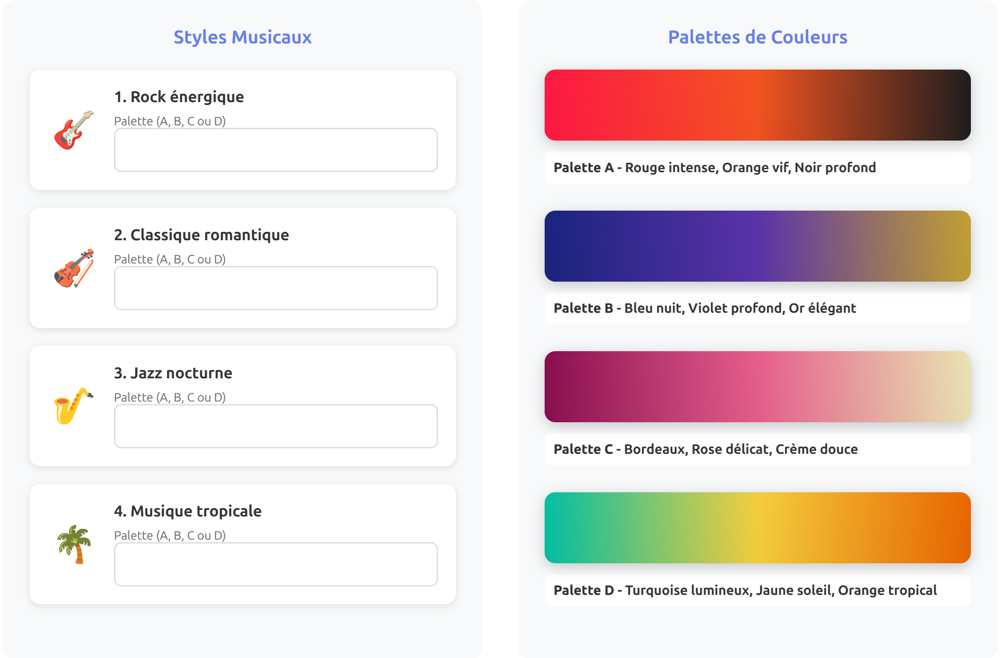 Styles Musicaux
1. Rock énergique
Palette (A, B, C ou D)
2. Classique romantique
Palette (A, B, C ou D)
3. Jazz nocturne
Palette (A, B, C ou D)
4. Musique tropicale
Palette (A, B, C ou D)
Palettes de Couleurs
Palette A - Rouge intense, Orange vif, Noir profond
Palette B - Bleu nuit, Violet profond, Or élégant
Palette C - Bordeaux, Rose délicat, Crème douce
Palette D - Turquoise lumineux, Jaune soleil, Orange tropical